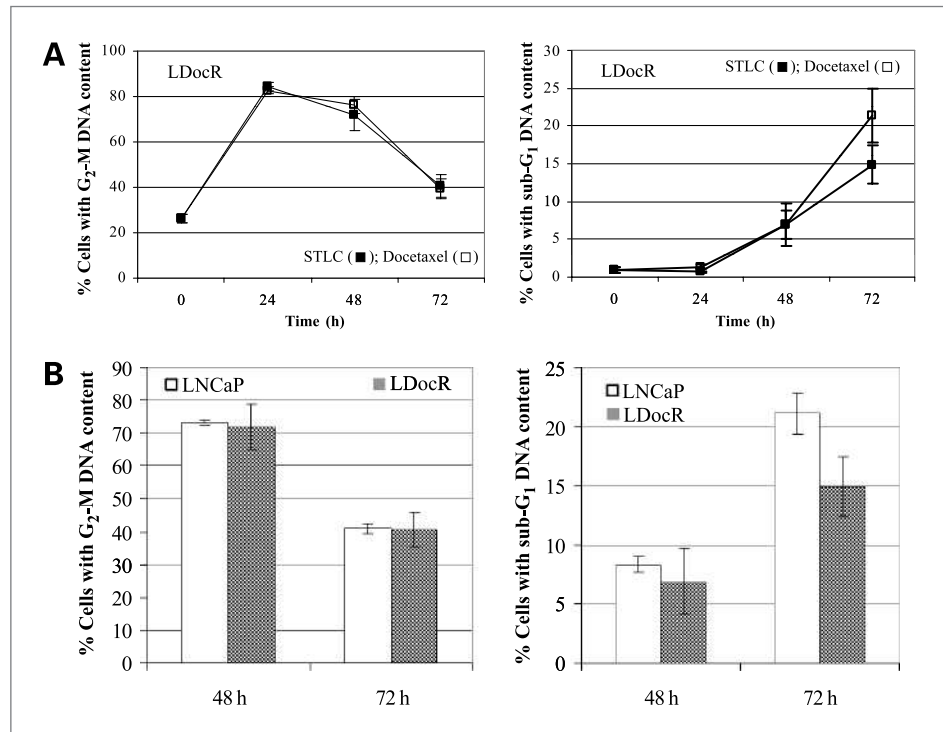 A
% Cells with G2-M DNA content
100
80
60
40
20
0
LDocR
STLC (■); Docetaxel (□)
0 24 48 72
Time (h)
% Cells with sub-G1 DNA content
30
25
20
15
10
5
0
LDocR
STLC (■); Docetaxel (□)
0 24 48 72
Time (h)
B
% Cells with G2-M DNA content
90
80
70
60
50
40
30
20
10
0
LNCaP LDocR
48 h 72 h
% Cells with sub-G1 DNA content
25
20
15
10
5
0
LNCaP
LDocR
48 h 72 h